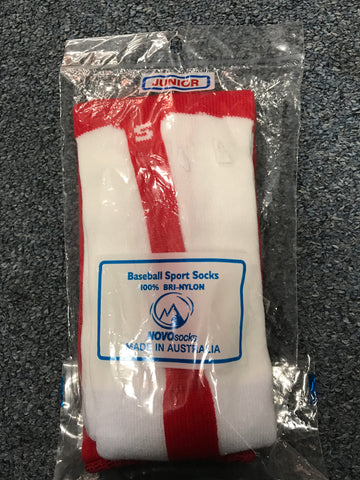 JUNIOR
S
Baseball Sport Socks
100% BRI-NYLON
NOVOsocks
MADE IN AUSTRALIA